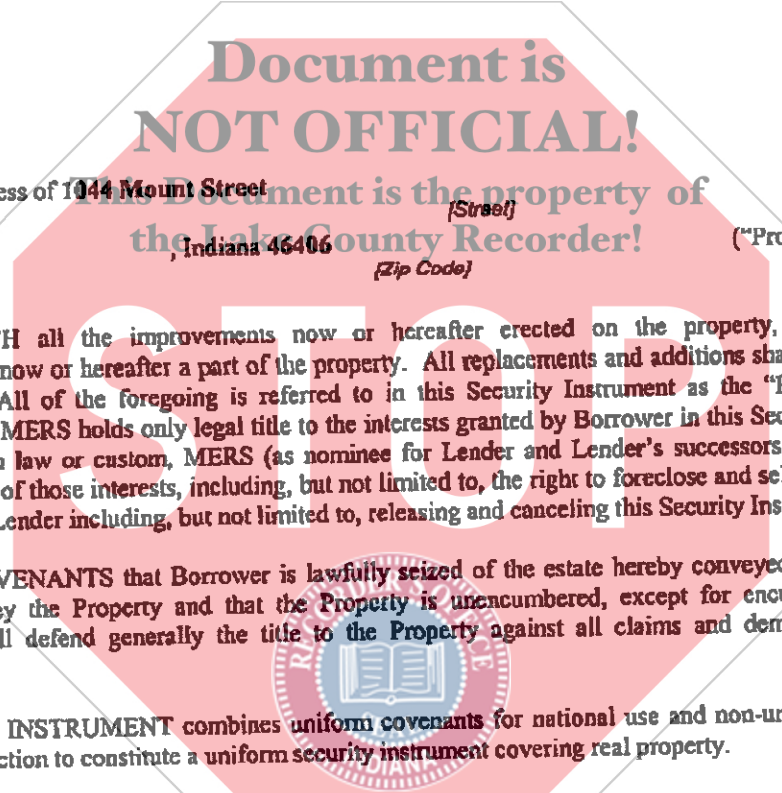 Document is
NOT OFFICIAL!
ess of 1044 Mount Street
This Document is the property of
[Street]
the Lake County Recorder!
, Indiana 46406
("Pro
[Zip Code]
STOP
H all the improvements now or hereafter erected on the property,
now or hereafter a part of the property. All replacements and additions sha
All of the foregoing is referred to in this Security Instrument as the "
MERS holds only legal title to the interests granted by Borrower in this Sec
law or custom, MERS (as nominee for Lender and Lender's successors
of those interests, including, but not limited to, the right to foreclose and se
Lender including, but not limited to, releasing and canceling this Security Ins
VENANTS that Borrower is lawfully seized of the estate hereby conveyed
ey the Property and that the Property is unencumbered, except for encu
ll defend generally the title to the Property against all claims and dem
RECORDER'S OFFICE
INDIANA
INSTRUMENT combines uniform covenants for national use and non-un
ction to constitute a uniform security instrument covering real property.